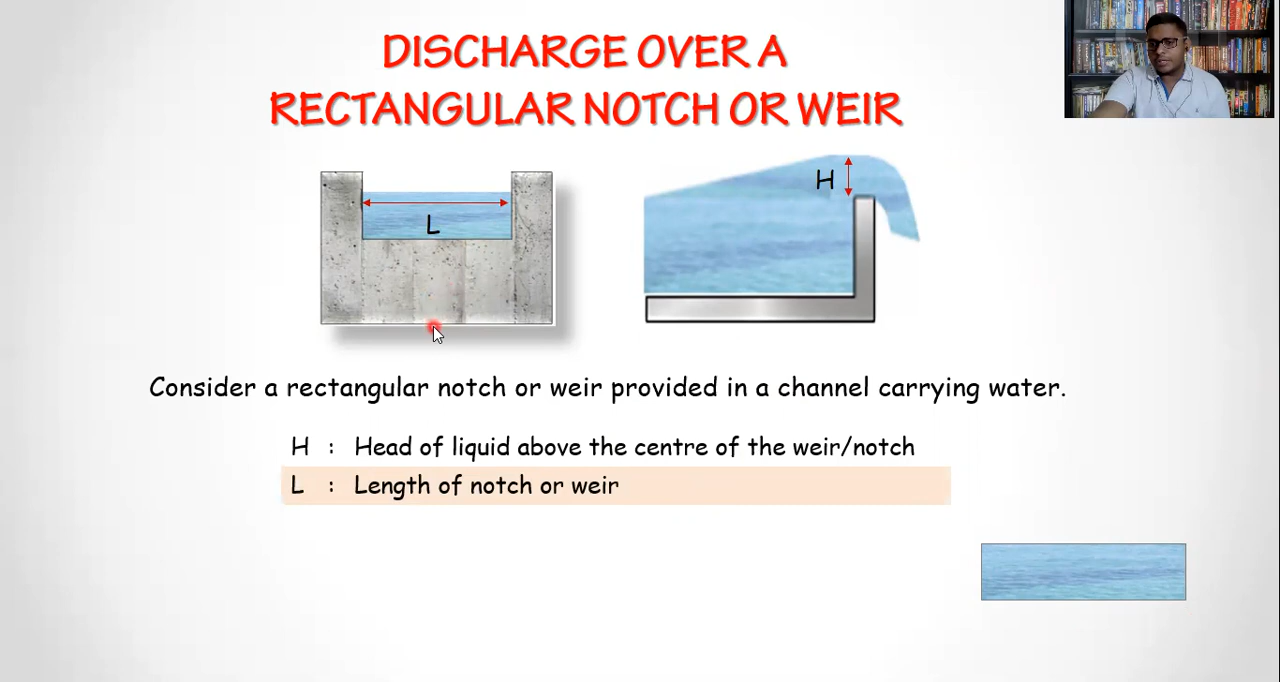 DISCHARGE OVER A
RECTANGULAR NOTCH OR WEIR
L
H
Consider a rectangular notch or weir provided in a channel carrying water.
H : Head of liquid above the centre of the weir/notch
L : Length of notch or weir